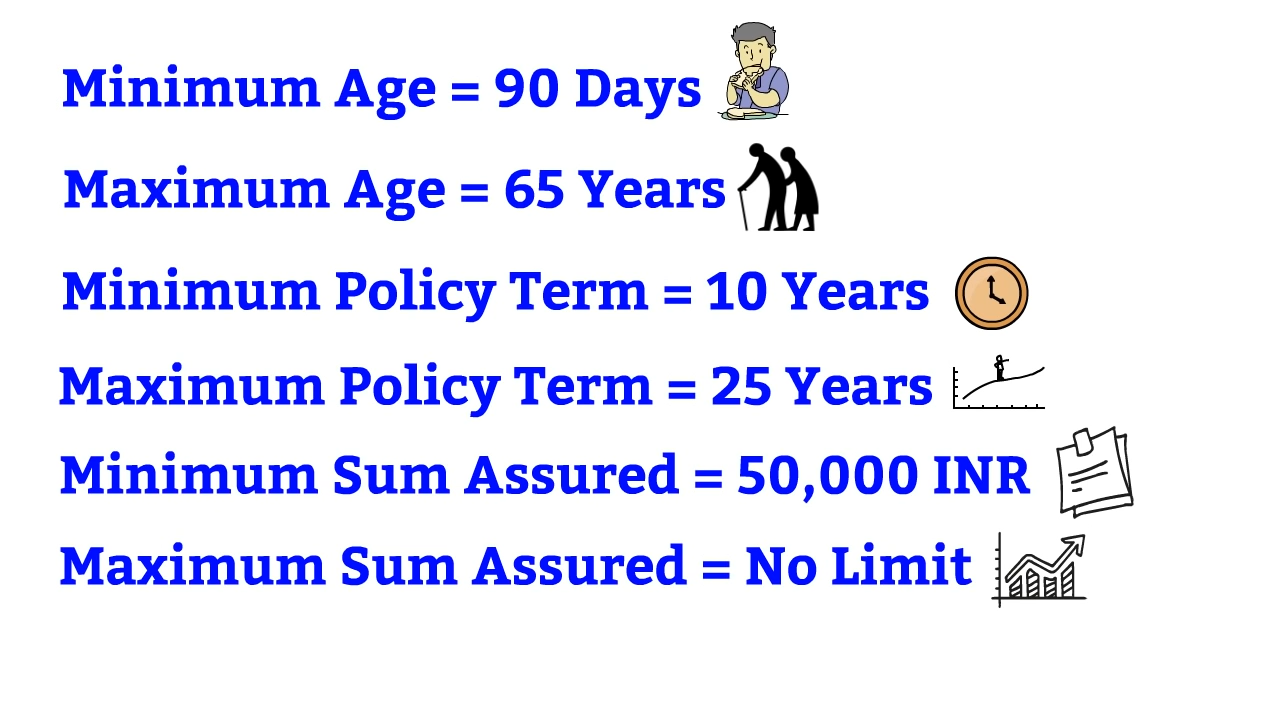 Minimum Age = 90 Days
Maximum Age = 65 Years
Minimum Policy Term = 10 Years
Maximum Policy Term = 25 Years
Minimum Sum Assured = 50,000 INR
Maximum Sum Assured = No Limit